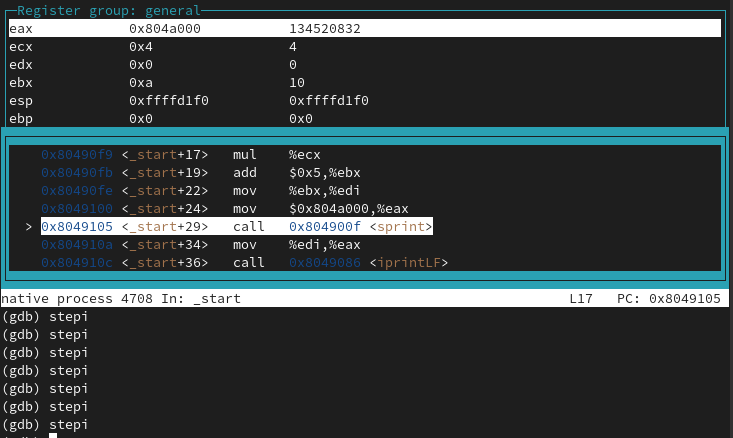 Register group: general
eax 0x804a000 134520832
ecx 0x4 4
edx 0x0 0
ebx 0xa 10
esp 0xffffd1f0 0xffffd1f0
ebp 0x0 0x0
0x80490f9 <_start+17> mul %ecx
0x80490fb <_start+19> add $0x5,%ebx
0x80490fe <_start+22> mov %ebx,%edi
0x8049100 <_start+24> mov $0x804a000,%eax
> 0x8049105 <_start+29> call 0x804900f <sprint>
0x804910a <_start+34> mov %edi,%eax
0x804910c <_start+36> call 0x8049086 <iprintLF>
native process 4708 In: _start L17 PC: 0x8049105
(gdb) stepi
(gdb) stepi
(gdb) stepi
(gdb) stepi
(gdb) stepi
(gdb) stepi
(gdb) stepi